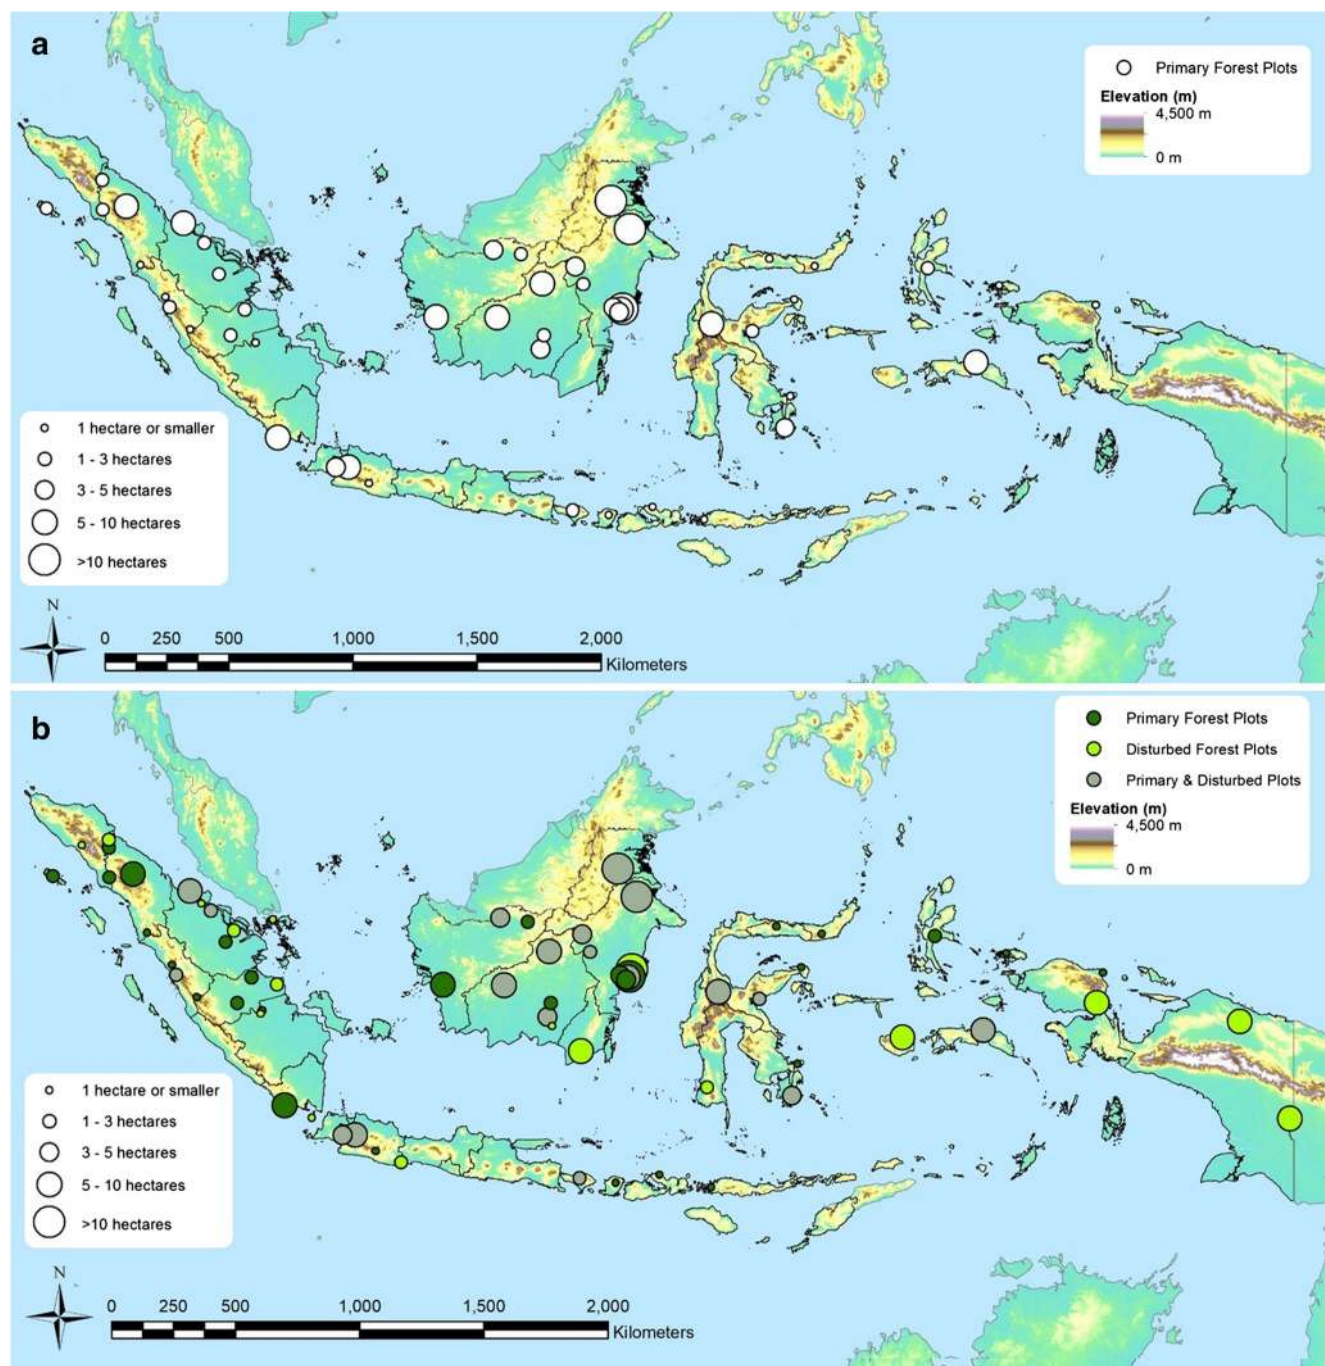 a
Primary Forest Plots
Elevation (m)
4,500 m
0 m
1 hectare or smaller
1 - 3 hectares
3 - 5 hectares
5 - 10 hectares
>10 hectares
N
0 250 500 1,000 1,500 2,000
Kilometers
b
Primary Forest Plots
Disturbed Forest Plots
Primary & Disturbed Plots
Elevation (m)
4,500 m
0 m
1 hectare or smaller
1 - 3 hectares
3 - 5 hectares
5 - 10 hectares
>10 hectares
N
0 250 500 1,000 1,500 2,000
Kilometers